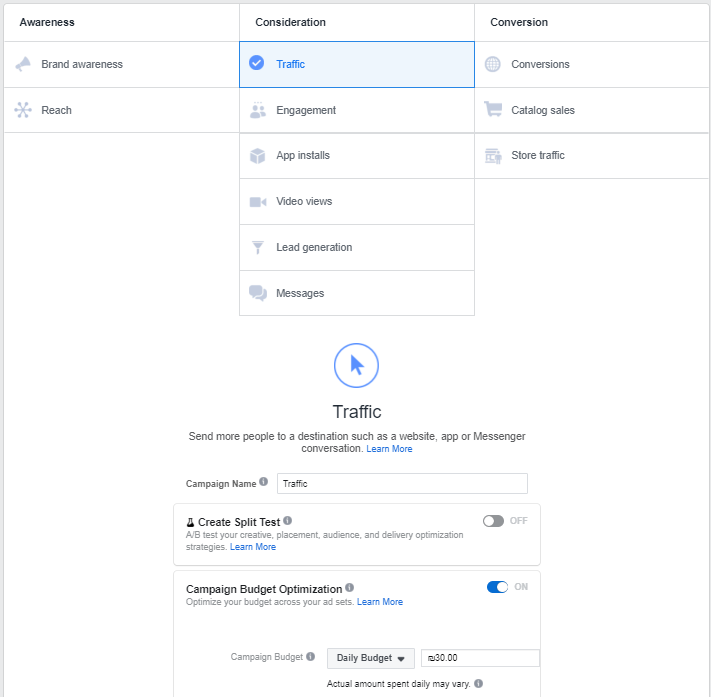 Awareness
Consideration
Conversion
Brand awareness
Traffic
Conversions
Reach
Engagement
Catalog sales
App installs
Store traffic
Video views
Lead generation
Messages
Traffic
Send more people to a destination such as a website, app or Messenger
conversation. Learn More
Campaign Name
Traffic
Create Split Test
OFF
A/B test your creative, placement, audience, and delivery optimization
strategies. Learn More
Campaign Budget Optimization
ON
Optimize your budget across your ad sets. Learn More
Campaign Budget
Daily Budget
₪30.00
Actual amount spent daily may vary.